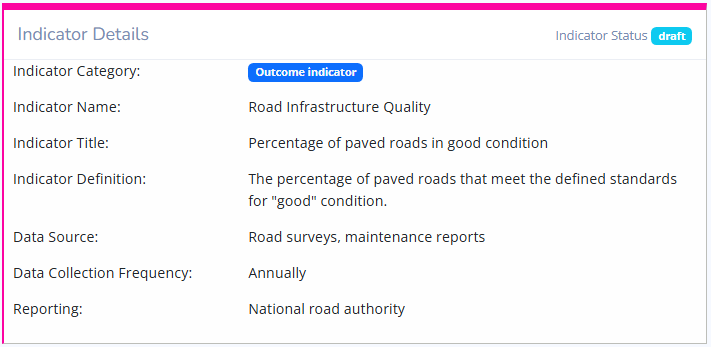 Indicator Details
Indicator Status draft
Indicator Category: Outcome indicator
Indicator Name: Road Infrastructure Quality
Indicator Title: Percentage of paved roads in good condition
Indicator Definition: The percentage of paved roads that meet the defined standards
for "good" condition.
Data Source: Road surveys, maintenance reports
Data Collection Frequency: Annually
Reporting: National road authority